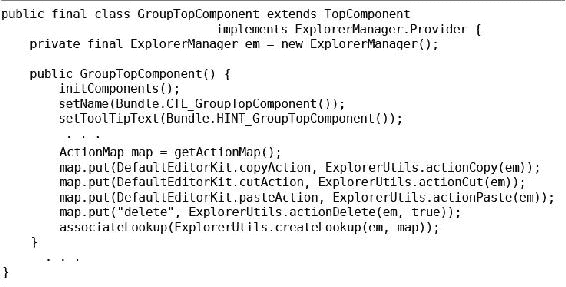 public final class GroupTopComponent extends TopComponent
implements ExplorerManager.Provider {
private final ExplorerManager em = new ExplorerManager();
public GroupTopComponent() {
initComponents();
setName(Bundle.CTL_GroupTopComponent());
setToolTipText(Bundle.HINT_GroupTopComponent());
. . .
ActionMap map = getActionMap();
map.put(DefaultEditorKit.copyAction, ExplorerUtils.actionCopy(em));
map.put(DefaultEditorKit.cutAction, ExplorerUtils.actionCut(em));
map.put(DefaultEditorKit.pasteAction, ExplorerUtils.actionPaste(em));
map.put("delete", ExplorerUtils.actionDelete(em, true));
associateLookup(ExplorerUtils.createLookup(em, map));
}
. . .
}